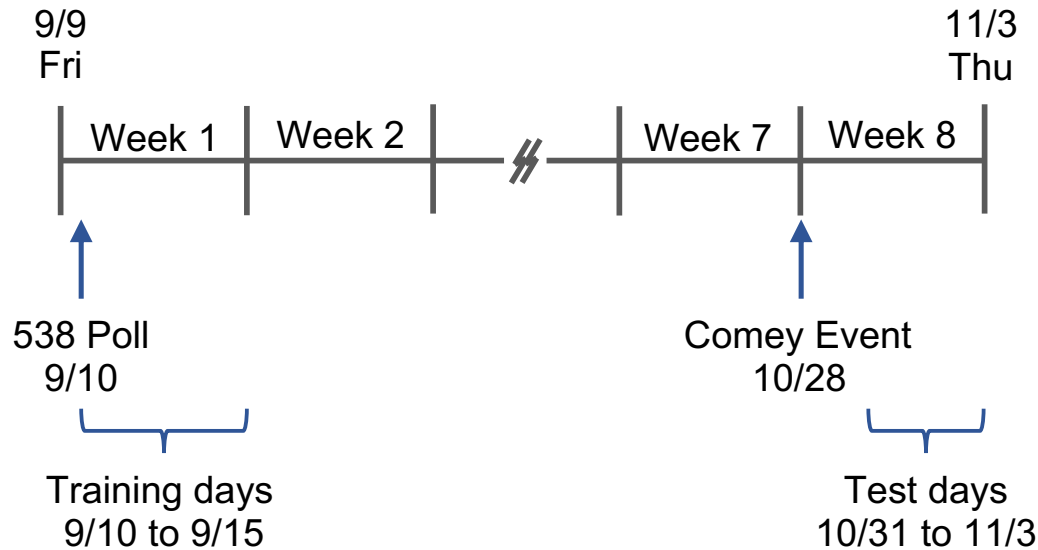 9/9
Fri
11/3
Thu
Week 1
Week 2
Week 7
Week 8
538 Poll
9/10
Comey Event
10/28
Training days
9/10 to 9/15
Test days
10/31 to 11/3